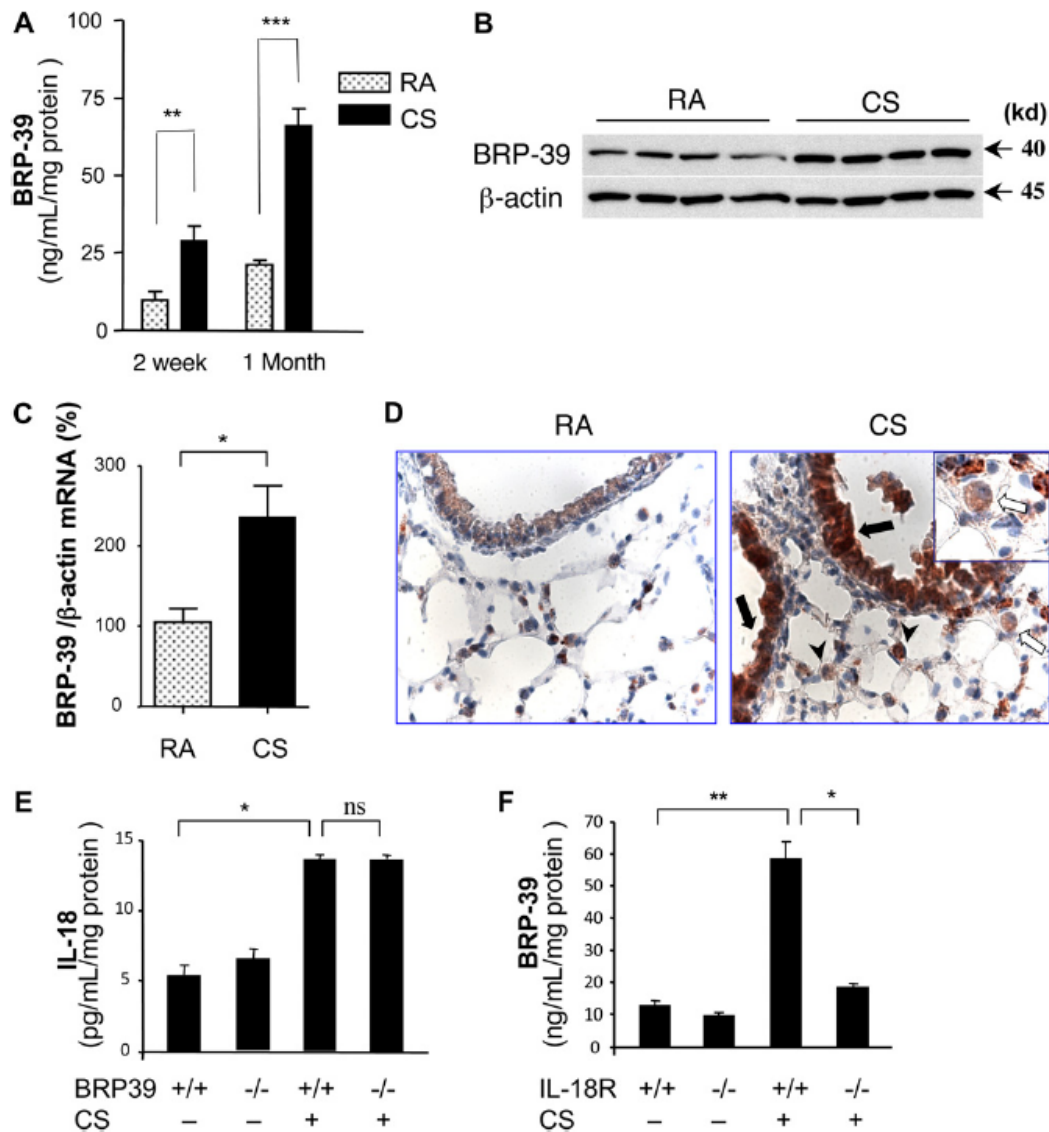 A
BRP-39
(ng/mL/mg protein )
100
75
50
25
0
**
***
RA
CS
2 week
1 Month
B
RA
CS
(kd)
BRP-39
40
β-actin
45
C
BRP-39 /β-actin mRNA (%)
300
200
100
0
*
RA
CS
D
RA
CS
E
IL-18
(pg/mL/mg protein )
15
10
5
0
*
ns
BRP39 +/+ -/- +/+ -/-
CS – – + +
F
BRP-39
(ng/mL/mg protein )
70
60
50
40
30
20
10
0
**
*
IL-18R +/+ -/- +/+ -/-
CS – – + +